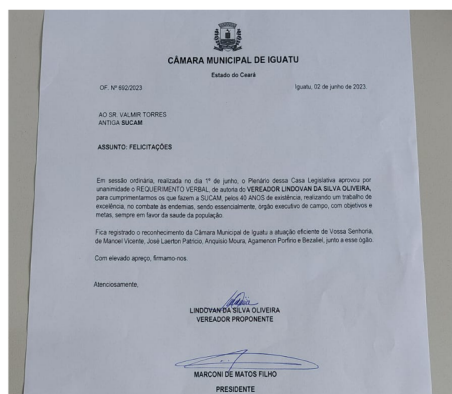 CÂMARA MUNICIPAL DE IGUATU
Estado do Ceará
OF. Nº 692/2023 Iguatu, 02 de junho de 2023.
AO SR. VALMIR TORRES
ANTIGA SUCAM
ASSUNTO: FELICITAÇÕES
Em sessão ordinária, realizada no dia 1º de junho, o Plenário dessa Casa Legislativa aprovou por
unanimidade o REQUERIMENTO VERBAL, de autoria do VEREADOR LINDOVAN DA SILVA OLIVEIRA,
para cumprimentarmos os que fazem a SUCAM, pelos 40 ANOS de existência, realizando um trabalho de
excelência, no combate às endemias, sendo essencialmente, órgão executivo de campo, com objetivos e
metas, sempre em favor da saúde da população.
Fica registrado o reconhecimento da Câmara Municipal de Iguatu a atuação eficiente de Vossa Senhoria,
de Manoel Vicente, José Laerton Patrício, Anquisio Moura, Agamenon Porfirio e Bezaliel, junto a esse ógão.
Com elevado apreço, firmamo-nos.
Atenciosamente,
LINDOVAN DA SILVA OLIVEIRA
VEREADOR PROPONENTE
MARCONI DE MATOS FILHO
PRESIDENTE